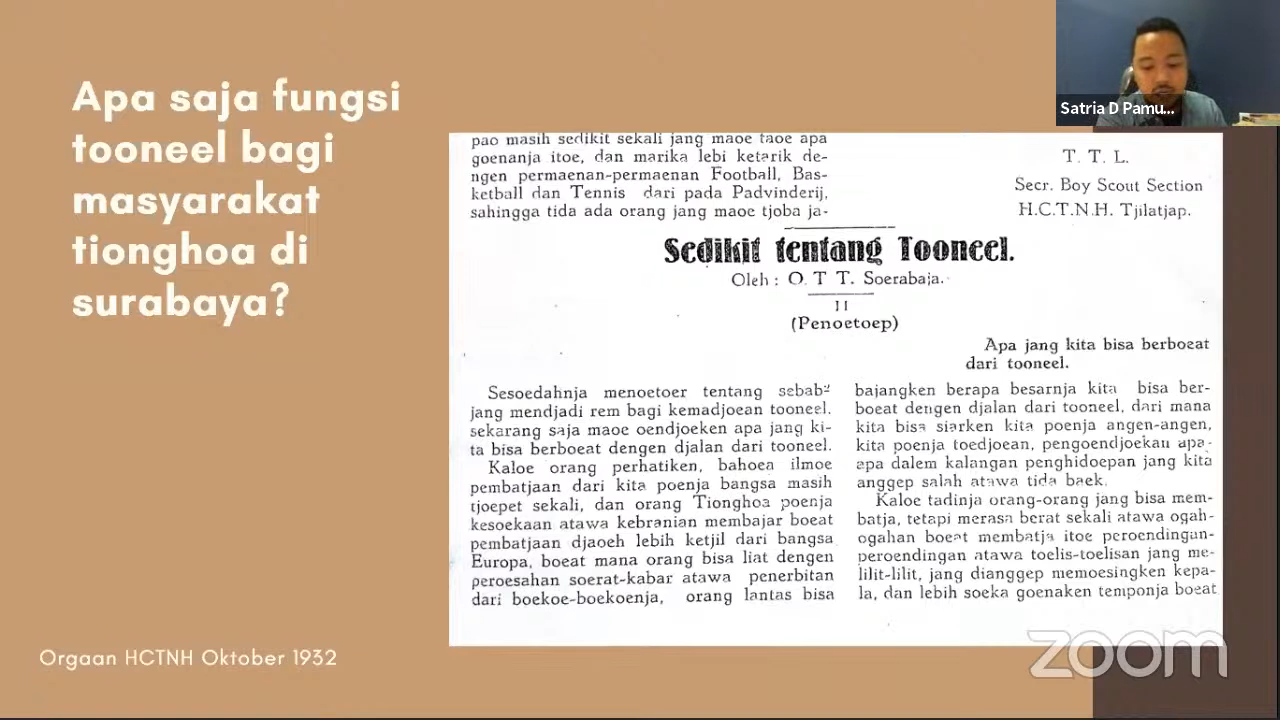 Apa saja fungsi
tooneel bagi
masyarakat
tionghoa di
surabaya?
Satria D Pamu...
pao masih sedikit sekali jang maoe taoe apa
goenanja itoe, dan marika lebi ketarik de-
ngen permaenan-permaenan Football, Bas-
ketball dan Tennis dari pada Padvinderij,
sahingga tida ada orang jang maoe tjoba ja-
T. T. L.
Secr. Boy Scout Section
H.C.T.N.H. Tjilatjap.
Sedikit tentang Tooneel.
Oleh : O. T T. Soerabaja.
II
(Penoetoep)
Apa jang kita bisa berboeat
dari tooneel.
Sesoedahnja menoetoer tentang sebab²
jang mendjadi rem bagi kemadjoean tooneel,
sekarang saja maoe oendjoeken apa jang ki-
ta bisa berboeat dengen djalan dari tooneel.
Kaloe orang perhatiken, bahoea ilmoe
pembatjaan dari kita poenja bangsa masih
tjoepet sekali, dan orang Tionghoa poenja
kesoekaan atawa kebranian membajar boeat
pembatjaan djaoeh lebih ketjil dari bangsa
Europa, boeat mana orang bisa liat dengen
peroesahan soerat-kabar atawa penerbitan
dari boekoe-boekoenja, orang lantas bisa
bajangken berapa besarnja kita bisa ber-
boeat dengen djalan dari tooneel, dari mana
kita bisa siarken kita poenja angen-angen,
kita poenja toedjoean, pengoendjoekan apa-
apa dalem kalangan penghidoepan jang kita
anggep salah atawa tida baek.
Kaloe tadinja orang-orang jang bisa mem-
batja, tetapi merasa berat sekali atawa ogah-
ogahan boeat membatja itoe peroendingan-
peroendingan atawa toelis-toelisan jang me-
lilit-lilit, jang dianggep memoesingken kepa-
la, dan lebih soeka goenaken temponja boeat
Orgaan HCTNH Oktober 1932
zoom